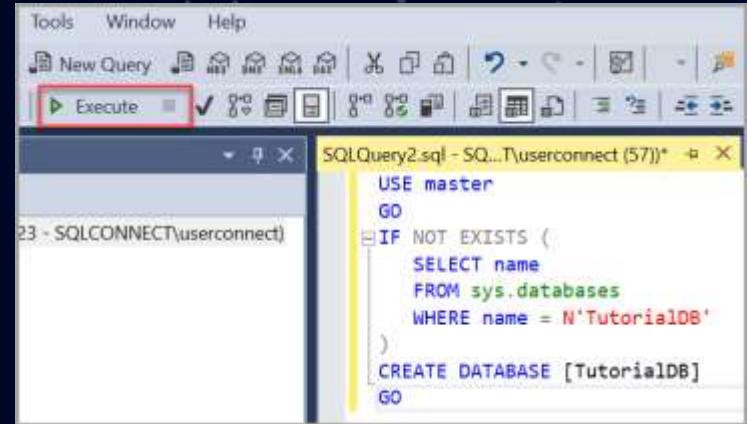 Tools Window Help
New Query
Execute
SQLQuery2.sql - SQ...T\userconnect (57))*
23 - SQLCONNECT\userconnect)
USE master
GO
IF NOT EXISTS (
SELECT name
FROM sys.databases
WHERE name = N'TutorialDB'
)
CREATE DATABASE [TutorialDB]
GO